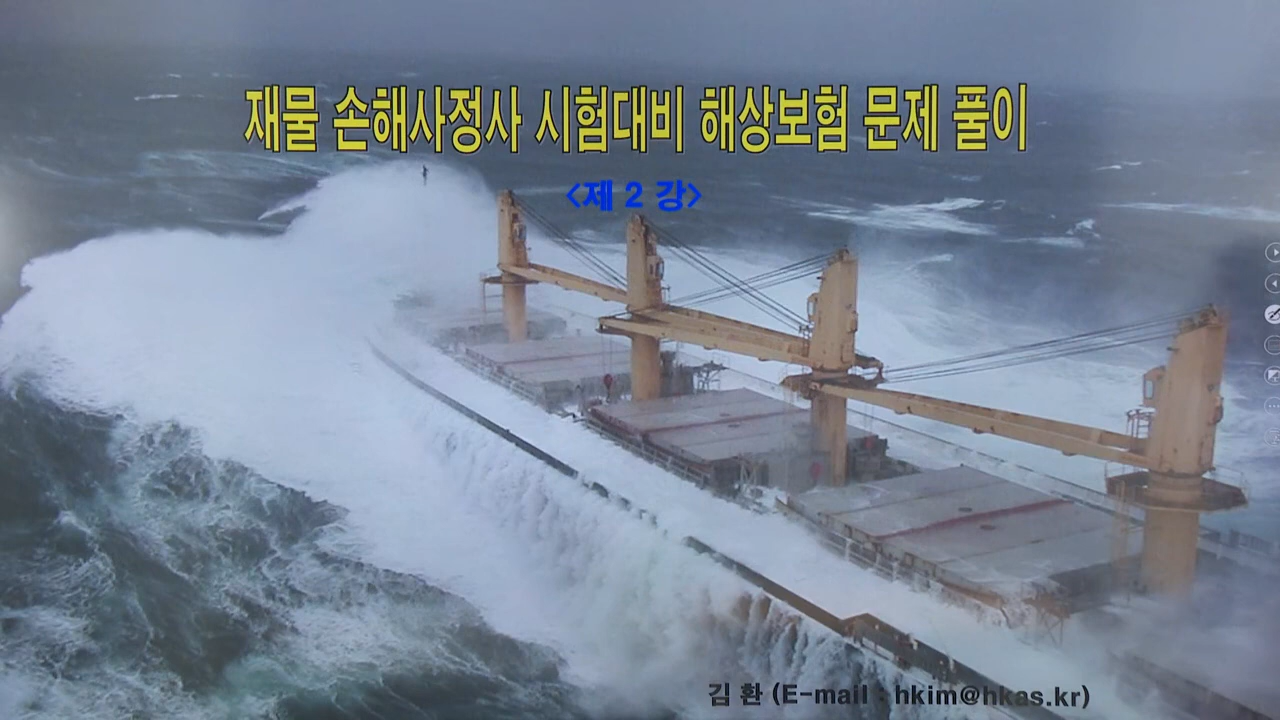 재물 손해사정사 시험대비 해상보험 문제 풀이
<제 2 강>
김 환 (E-mail : hkim@hkas.kr)